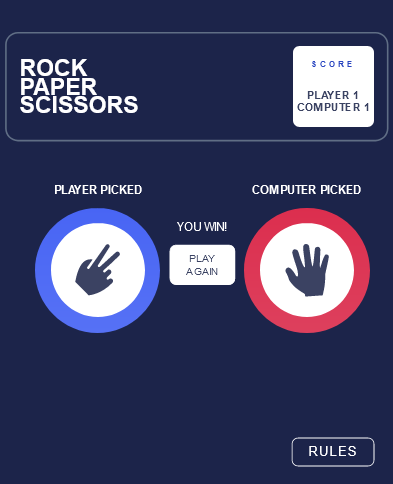 ROCK
PAPER
SCISSORS
SCORE
PLAYER 1
COMPUTER 1
PLAYER PICKED
COMPUTER PICKED
YOU WIN!
PLAY
AGAIN
RULES